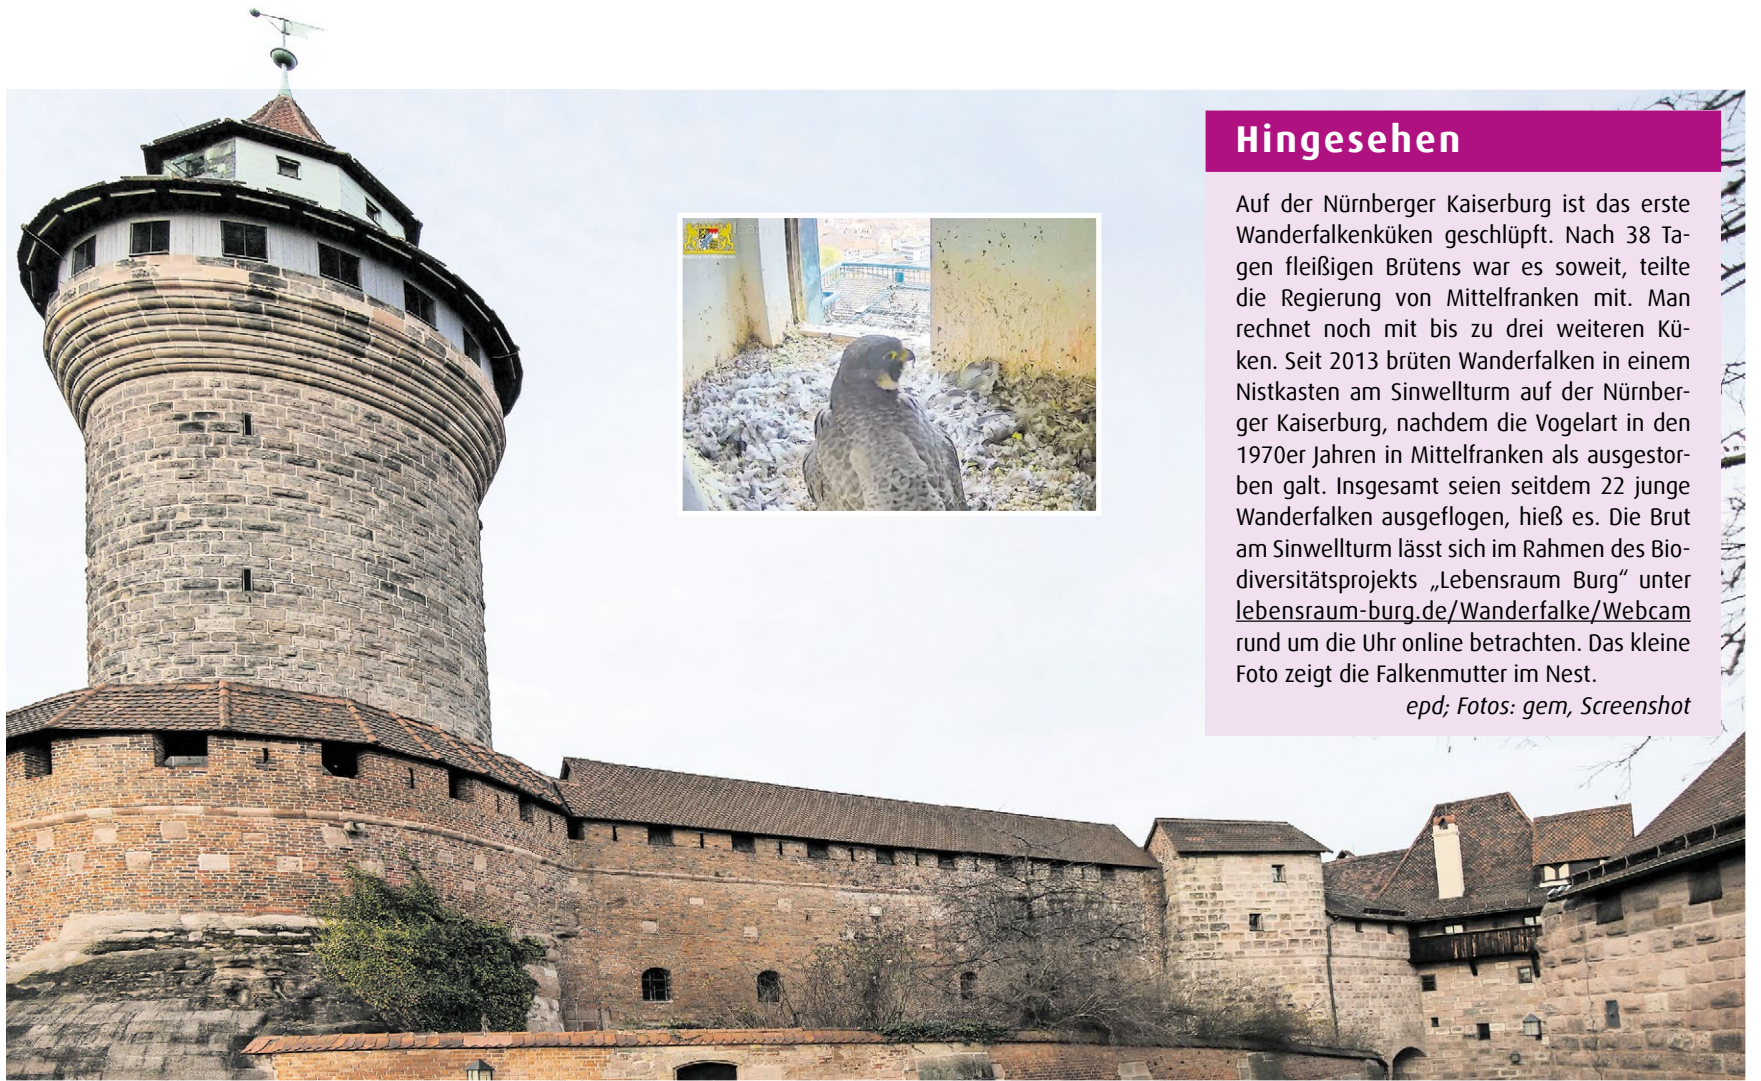 Hingesehen
Auf der Nürnberger Kaiserburg ist das erste
Wanderfalkenküken geschlüpft. Nach 38 Ta-
gen fleißigen Brütens war es soweit, teilte
die Regierung von Mittelfranken mit. Man
rechnet noch mit bis zu drei weiteren Kü-
ken. Seit 2013 brüten Wanderfalken in einem
Nistkasten am Sinwellturm auf der Nürnber-
ger Kaiserburg, nachdem die Vogelart in den
1970er Jahren in Mittelfranken als ausgestor-
ben galt. Insgesamt seien seitdem 22 junge
Wanderfalken ausgeflogen, hieß es. Die Brut
am Sinwellturm lässt sich im Rahmen des Bio-
diversitätsprojekts „Lebensraum Burg“ unter
lebensraum-burg.de/Wanderfalke/Webcam
rund um die Uhr online betrachten. Das kleine
Foto zeigt die Falkenmutter im Nest.
epd; Fotos: gem, Screenshot